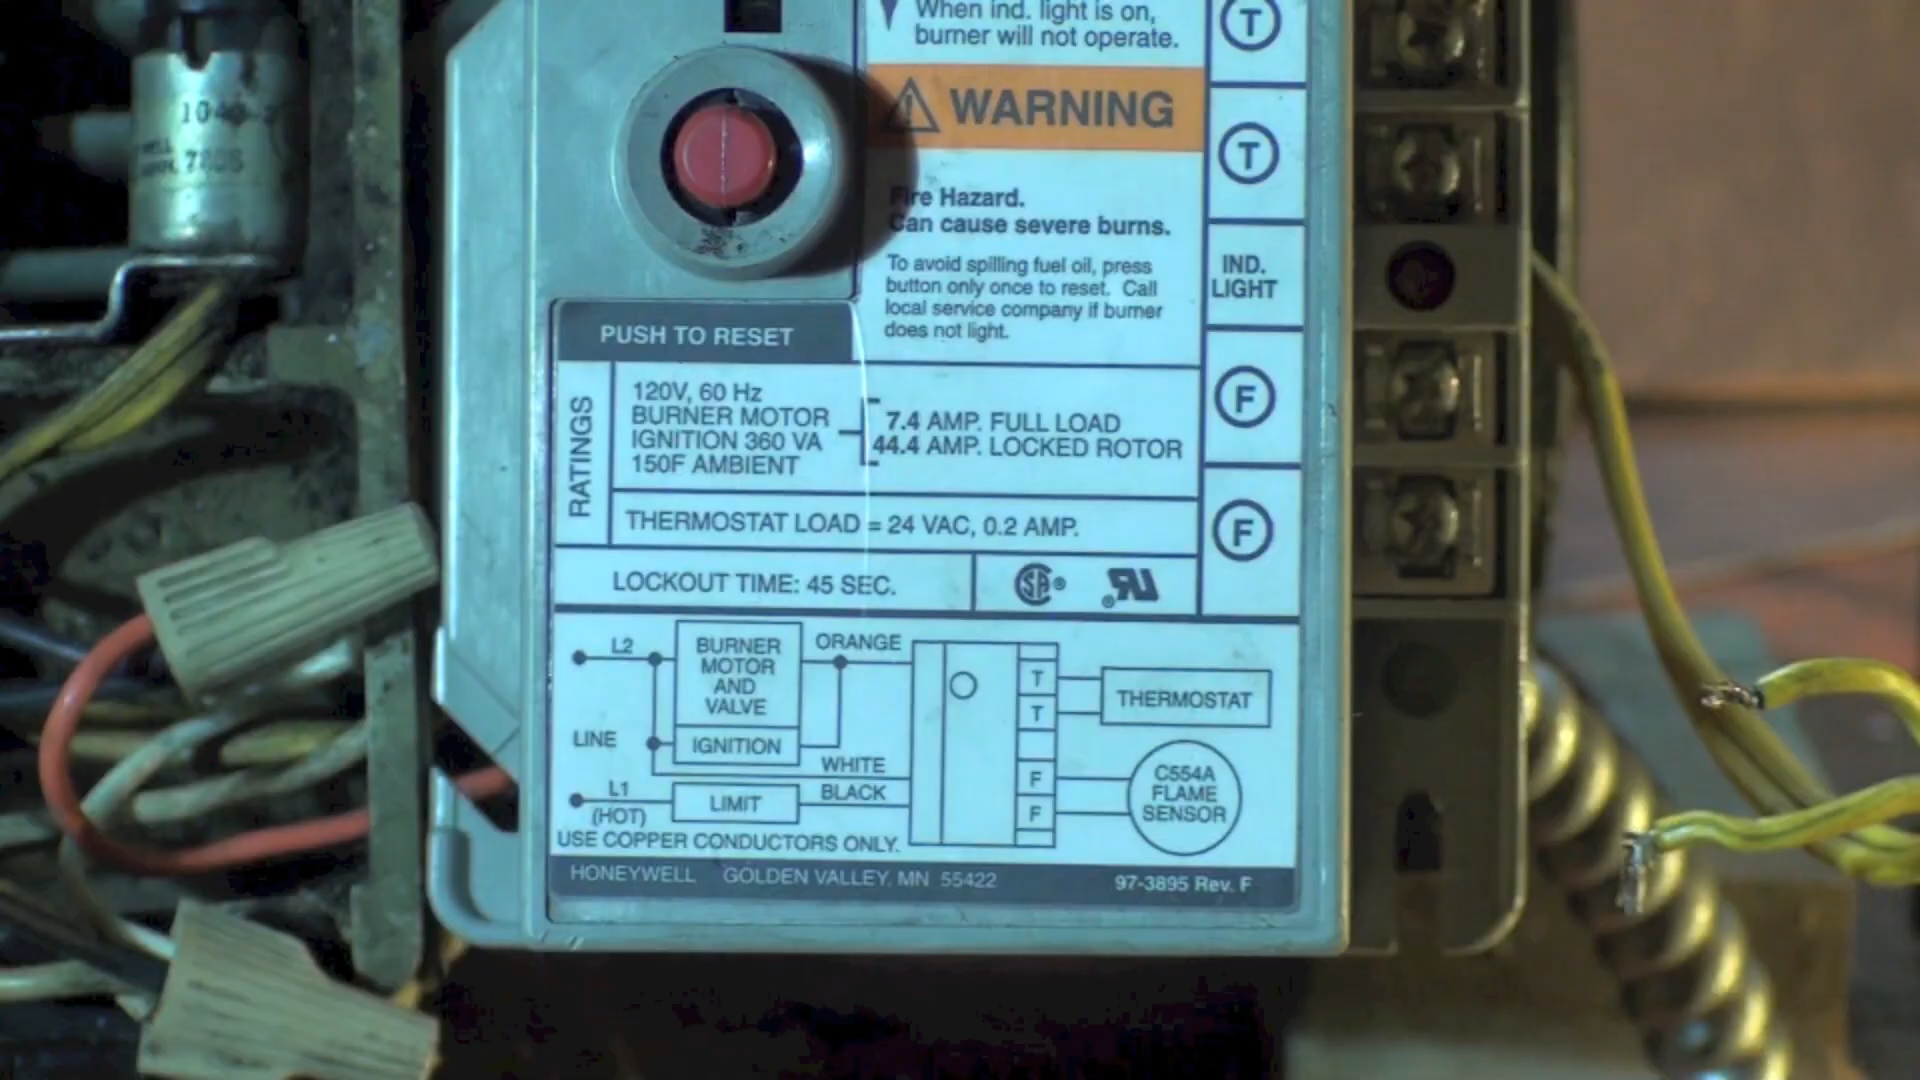 When ind. light is on,
burner will not operate.
WARNING
Fire Hazard.
Can cause severe burns.
To avoid spilling fuel oil, press
button only once to reset. Call
local service company if burner
does not light.
T
T
IND.
LIGHT
F
F
PUSH TO RESET
RATINGS
120V, 60 Hz
BURNER MOTOR
IGNITION 360 VA
150F AMBIENT
7.4 AMP. FULL LOAD
44.4 AMP. LOCKED ROTOR
THERMOSTAT LOAD = 24 VAC, 0.2 AMP.
LOCKOUT TIME: 45 SEC.
L2
BURNER
MOTOR
AND
VALVE
ORANGE
LINE
IGNITION
WHITE
L1
(HOT)
LIMIT
BLACK
T
T
F
F
THERMOSTAT
C554A
FLAME
SENSOR
USE COPPER CONDUCTORS ONLY.
HONEYWELL GOLDEN VALLEY, MN 55422
97-3895 Rev. F